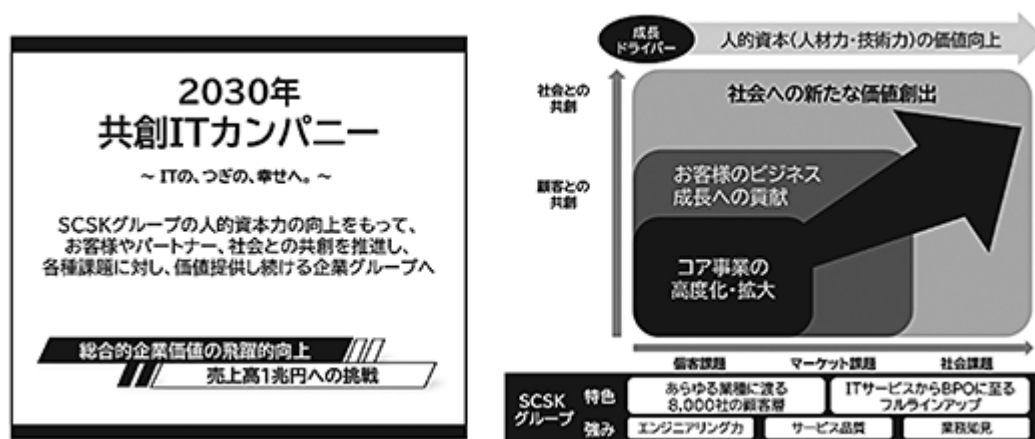 2030年
共創ITカンパニー
~ ITの、つぎの、幸せへ。 ~
SCSKグループの人的資本力の向上をもって、
お客様やパートナー、社会との共創を推進し、
各種課題に対し、価値提供し続ける企業グループへ
総合的企業価値の飛躍的向上
売上高1兆円への挑戦
成長
ドライバー
人的資本(人材力・技術力)の価値向上
社会との
共創
顧客との
共創
社会への新たな価値創出
お客様のビジネス
成長への貢献
コア事業の
高度化・拡大
個客課題
マーケット課題
社会課題
SCSK
グループ
特色
あらゆる業種に渡る
8,000社の顧客層
ITサービスからBPOに至る
フルラインアップ
強み
エンジニアリング力
サービス品質
業務知見